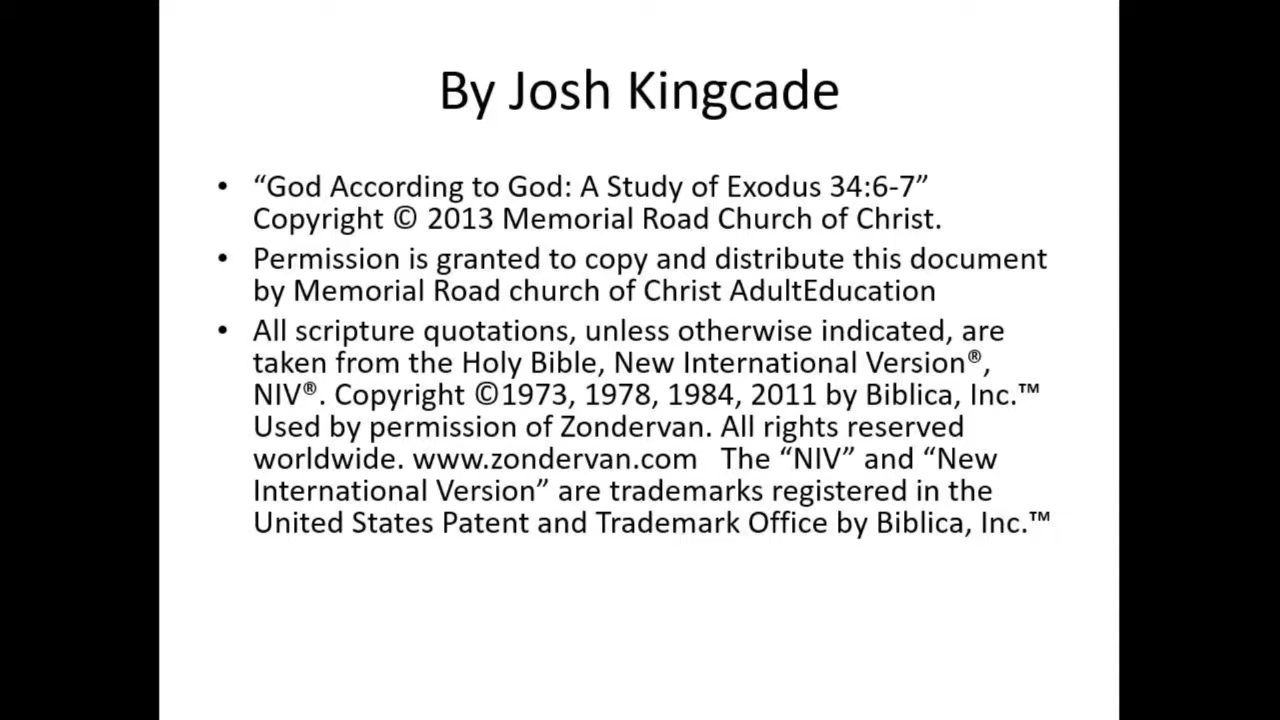 By Josh Kingcade
• “God According to God: A Study of Exodus 34:6-7”
Copyright © 2013 Memorial Road Church of Christ.
• Permission is granted to copy and distribute this document
by Memorial Road church of Christ AdultEducation
• All scripture quotations, unless otherwise indicated, are
taken from the Holy Bible, New International Version®,
NIV®. Copyright ©1973, 1978, 1984, 2011 by Biblica, Inc.™
Used by permission of Zondervan. All rights reserved
worldwide. www.zondervan.com The “NIV” and “New
International Version” are trademarks registered in the
United States Patent and Trademark Office by Biblica, Inc.™